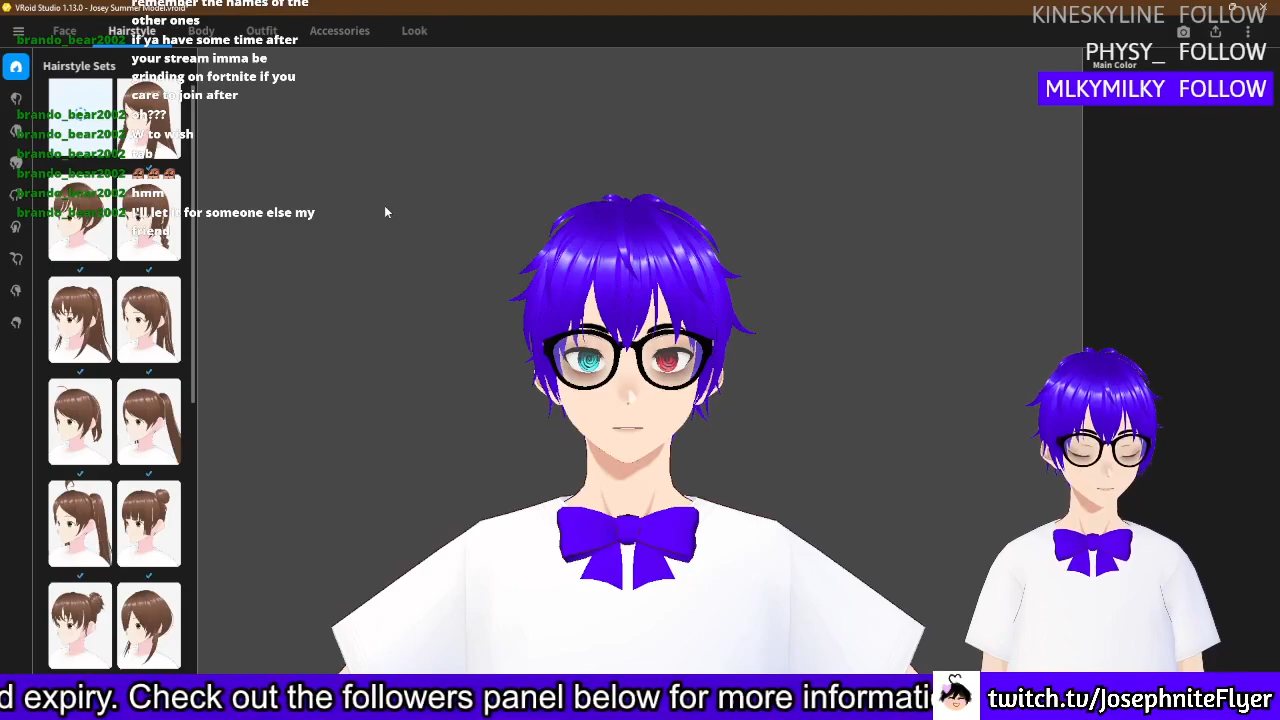 VRoid Studio 1.13.0 - Josey Summer Model.vroid*
Face
Hairstyle
Body
Outfit
Accessories
Look
Hairstyle Sets
remember the names of the
other ones
brando_bear2002 if ya have some time after
your stream imma be
grinding on fortnite if you
care to join after
brando_bear2002 oh???
brando_bear2002 W to wish
brando_bear2002 tab
brando_bear2002
brando_bear2002 hmm
brando_bear2002 I'll let it for someone else my
friend
KINESKYLINE FOLLOW
PHYSY_ FOLLOW
Main Color
MLKYMILKY FOLLOW
d expiry. Check out the followers panel below for more informati
twitch.tv/JosephniteFlyer